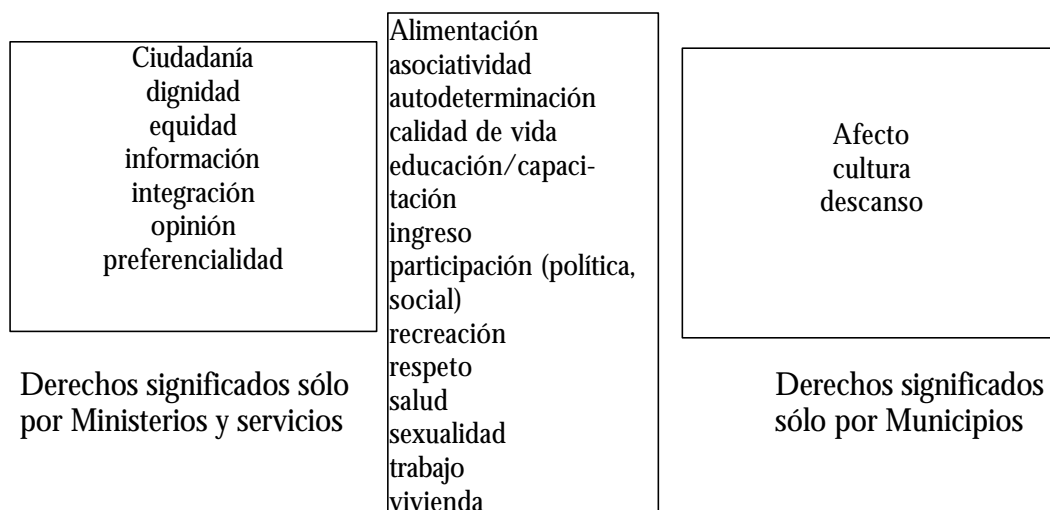 Ciudadanía
dignidad
equidad
información
integración
opinión
preferencialidad
Derechos significados sólo
por Ministerios y servicios
Alimentación
asociatividad
autodeterminación
calidad de vida
educación/capaci-
tación
ingreso
participación (política,
social)
recreación
respeto
salud
sexualidad
trabajo
vivienda
Afecto
cultura
descanso
Derechos significados
sólo por Municipios